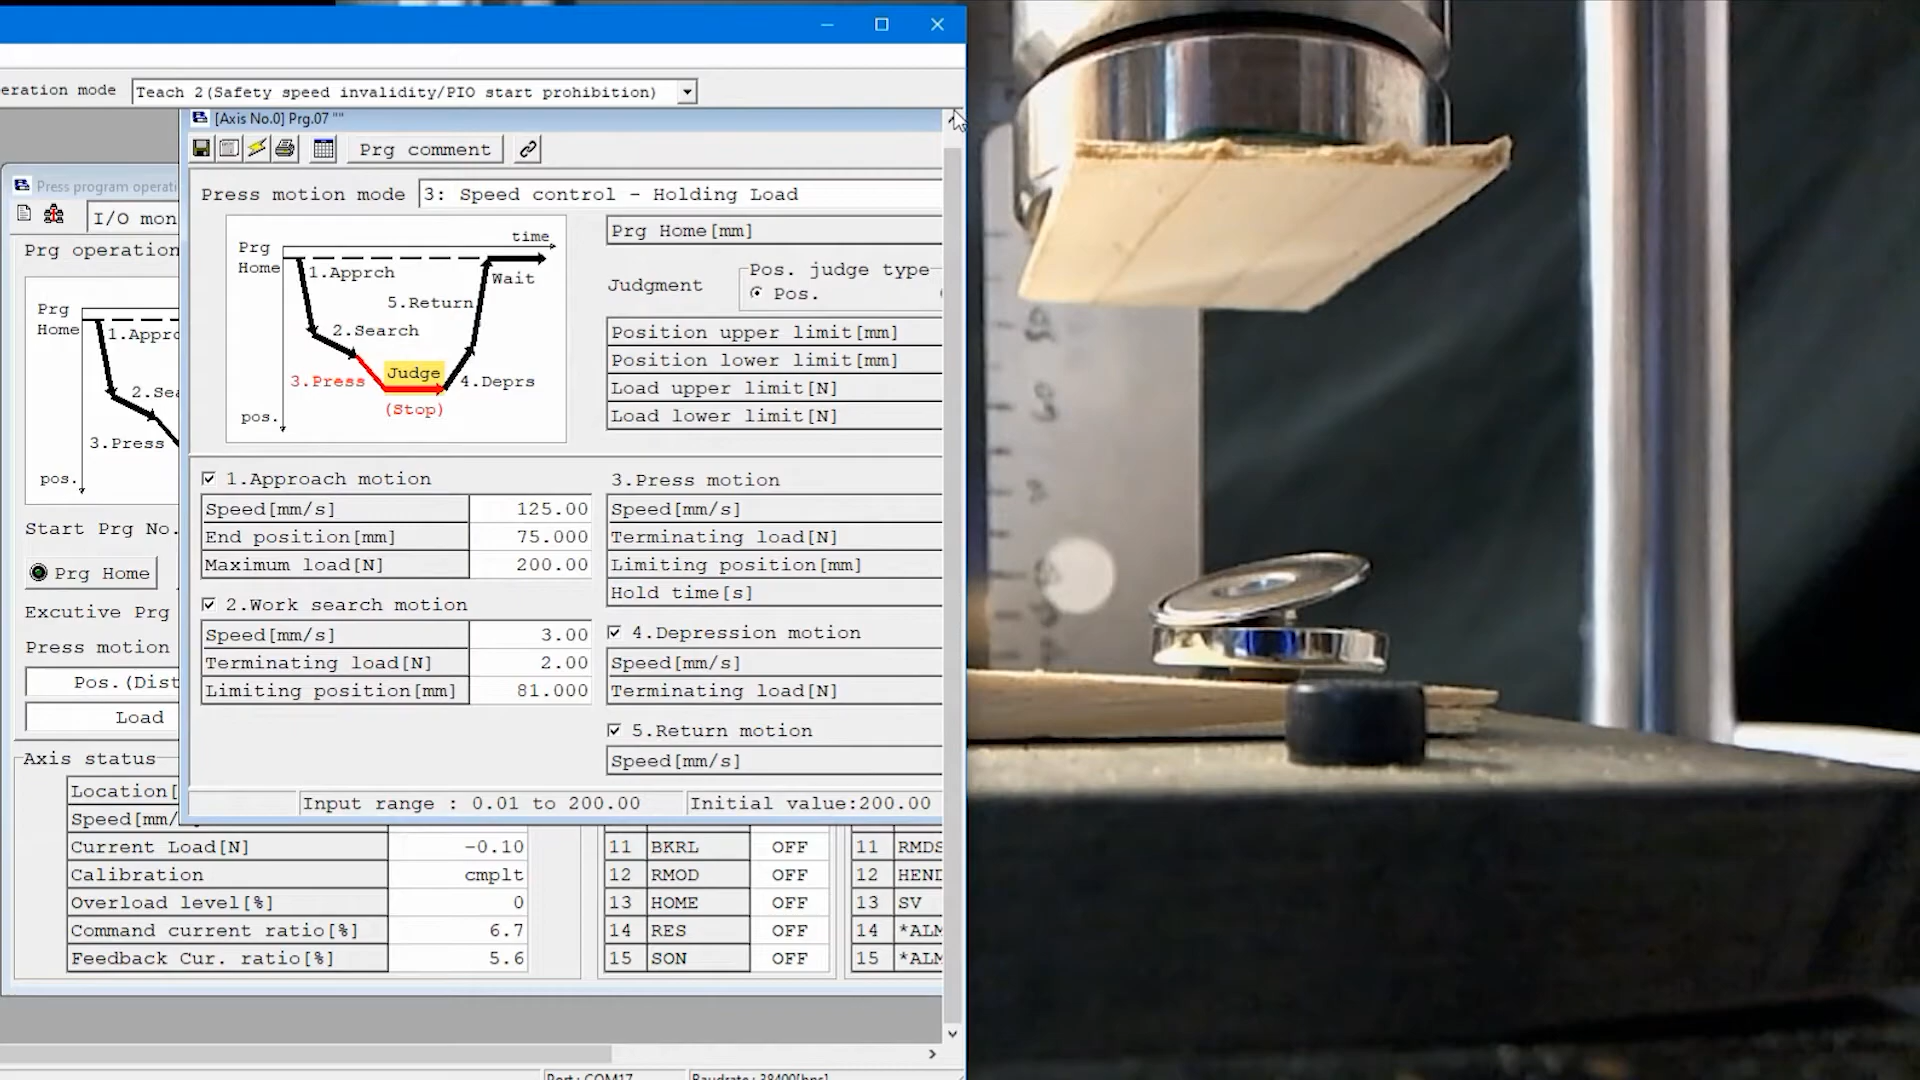 eration mode
Teach 2(Safety speed invalidity/PIO start prohibition)
[Axis No.0] Prg.07 ""
Prg comment
Press motion mode
3: Speed control - Holding Load
Prg
Home
time
1.Apprch
Wait
5.Return
2.Search
Judge
3.Press
4.Deprs
(Stop)
pos.
Prg Home[mm]
Judgment
Pos. judge type
Pos.
Position upper limit[mm]
Position lower limit[mm]
Load upper limit[N]
Load lower limit[N]
1.Approach motion
Speed[mm/s] 125.00
End position[mm] 75.000
Maximum load[N] 200.00
2.Work search motion
Speed[mm/s] 3.00
Terminating load[N] 2.00
Limiting position[mm] 81.000
3.Press motion
Speed[mm/s]
Terminating load[N]
Limiting position[mm]
Hold time[s]
4.Depression motion
Speed[mm/s]
Terminating load[N]
5.Return motion
Speed[mm/s]
Input range : 0.01 to 200.00
Initial value:200.00
Press program operati
I/O mon
Prg operation
Prg
Home
1.Appro
2.Sea
3.Press
pos.
Start Prg No.
Prg Home
Excutive Prg
Press motion
Pos.(Dist
Load
Axis status
Location[
Speed[mm/
Current Load[N] -0.10
Calibration cmplt
Overload level[%] 0
Command current ratio[%] 6.7
Feedback Cur. ratio[%] 5.6
11 BKRL OFF
12 RMOD OFF
13 HOME OFF
14 RES OFF
15 SON OFF
11 RMDS
12 HEND
13 SV
14 *ALM
15 *ALM
Port : COM17
Baudrate : 38400[bps]